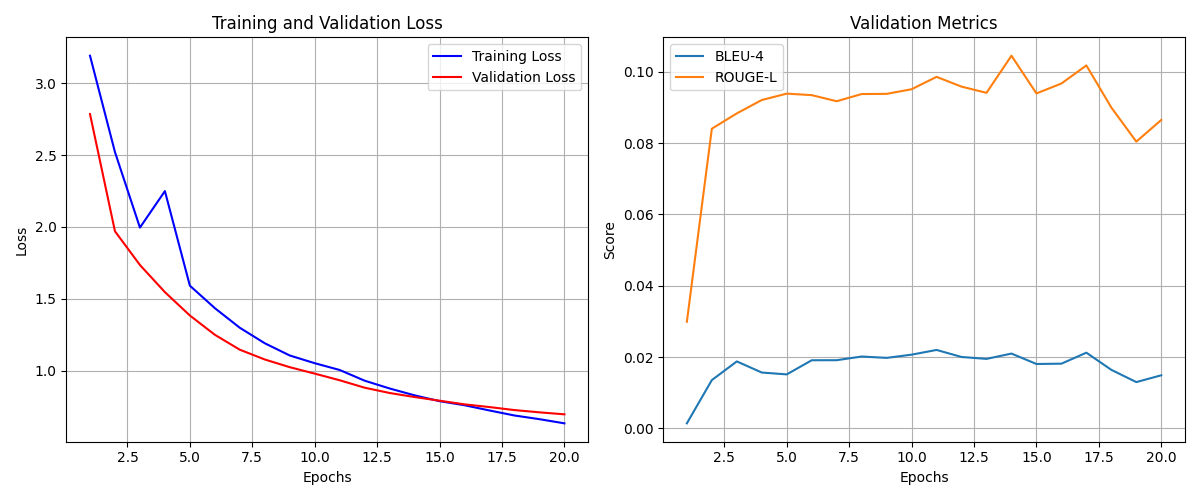 Training and Validation Loss
Training Loss
Validation Loss
3.0
2.5
2.0
1.5
1.0
Loss
2.5 5.0 7.5 10.0 12.5 15.0 17.5 20.0
Epochs
Validation Metrics
BLEU-4
ROUGE-L
0.10
0.08
0.06
0.04
0.02
0.00
Score
2.5 5.0 7.5 10.0 12.5 15.0 17.5 20.0
Epochs